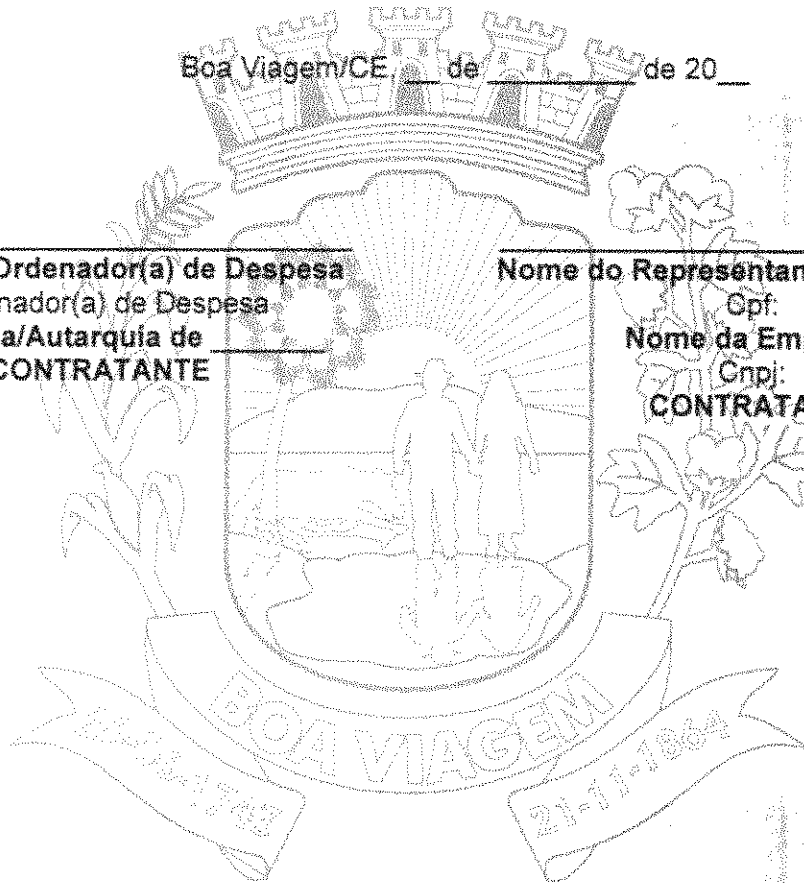 Boa Viagem/CE, __ de __________ de 20__
Ordenador(a) de Despesa
nador(a) de Despesa
a/Autarquia de ________
CONTRATANTE
Nome do Representan
Cpf:
Nome da Em
Cnpj:
CONTRATA
BOA VIAGEM
21-11-1864